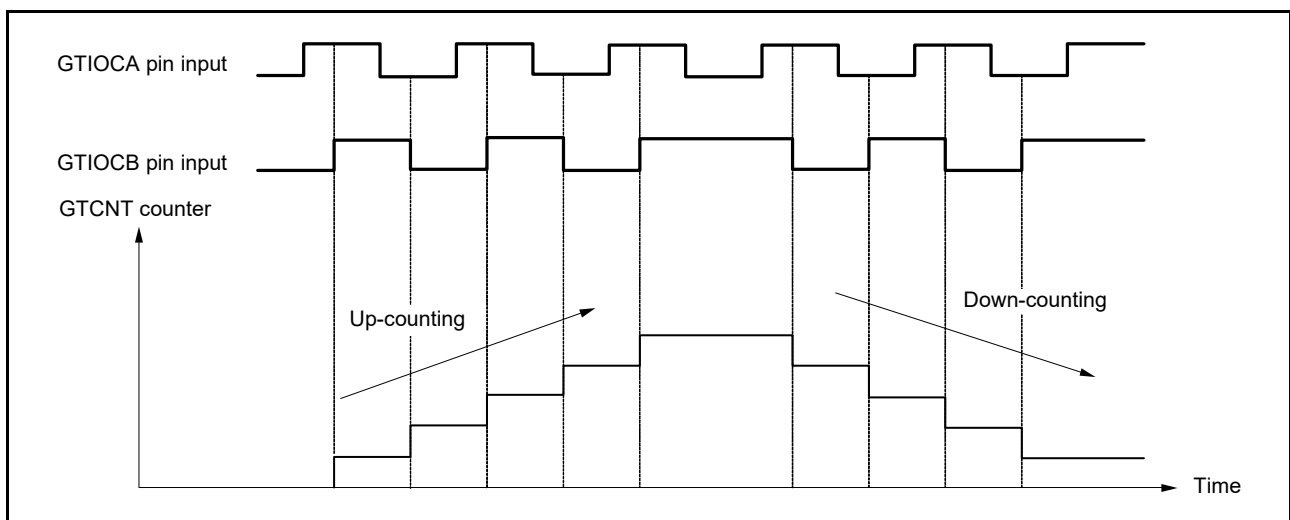 GTIOCA pin input
GTIOCB pin input
GTCNT counter
Up-counting
Down-counting
Time